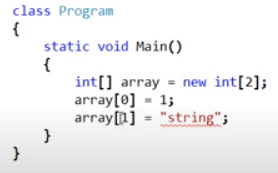 class Program
{
    static void Main()
    {
        int[] array = new int[2];
        array[0] = 1;
        array[1] = "string";
    }
}